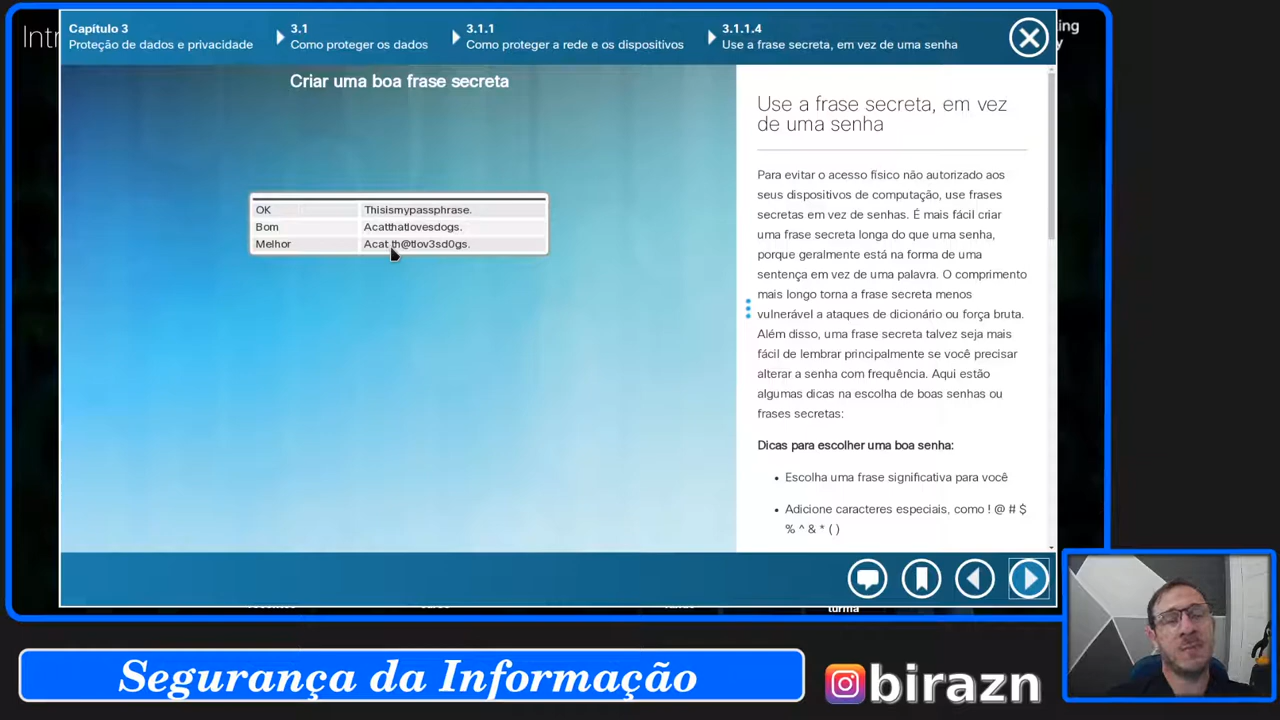 Capítulo 3
Proteção de dados e privacidade
3.1
Como proteger os dados
3.1.1
Como proteger a rede e os dispositivos
3.1.1.4
Use a frase secreta, em vez de uma senha
Criar uma boa frase secreta
OK Thisismypassphrase.
Bom Acatthatlovesdogs.
Melhor Acat th@tlov3sd0gs.
Use a frase secreta, em vez
de uma senha
Para evitar o acesso físico não autorizado aos
seus dispositivos de computação, use frases
secretas em vez de senhas. É mais fácil criar
uma frase secreta longa do que uma senha,
porque geralmente está na forma de uma
sentença em vez de uma palavra. O comprimento
mais longo torna a frase secreta menos
vulnerável a ataques de dicionário ou força bruta.
Além disso, uma frase secreta talvez seja mais
fácil de lembrar principalmente se você precisar
alterar a senha com frequência. Aqui estão
algumas dicas na escolha de boas senhas ou
frases secretas:
Dicas para escolher uma boa senha:
• Escolha uma frase significativa para você
• Adicione caracteres especiais, como ! @ # $
% ^ & * ( )
turma
Segurança da Informação
birazn